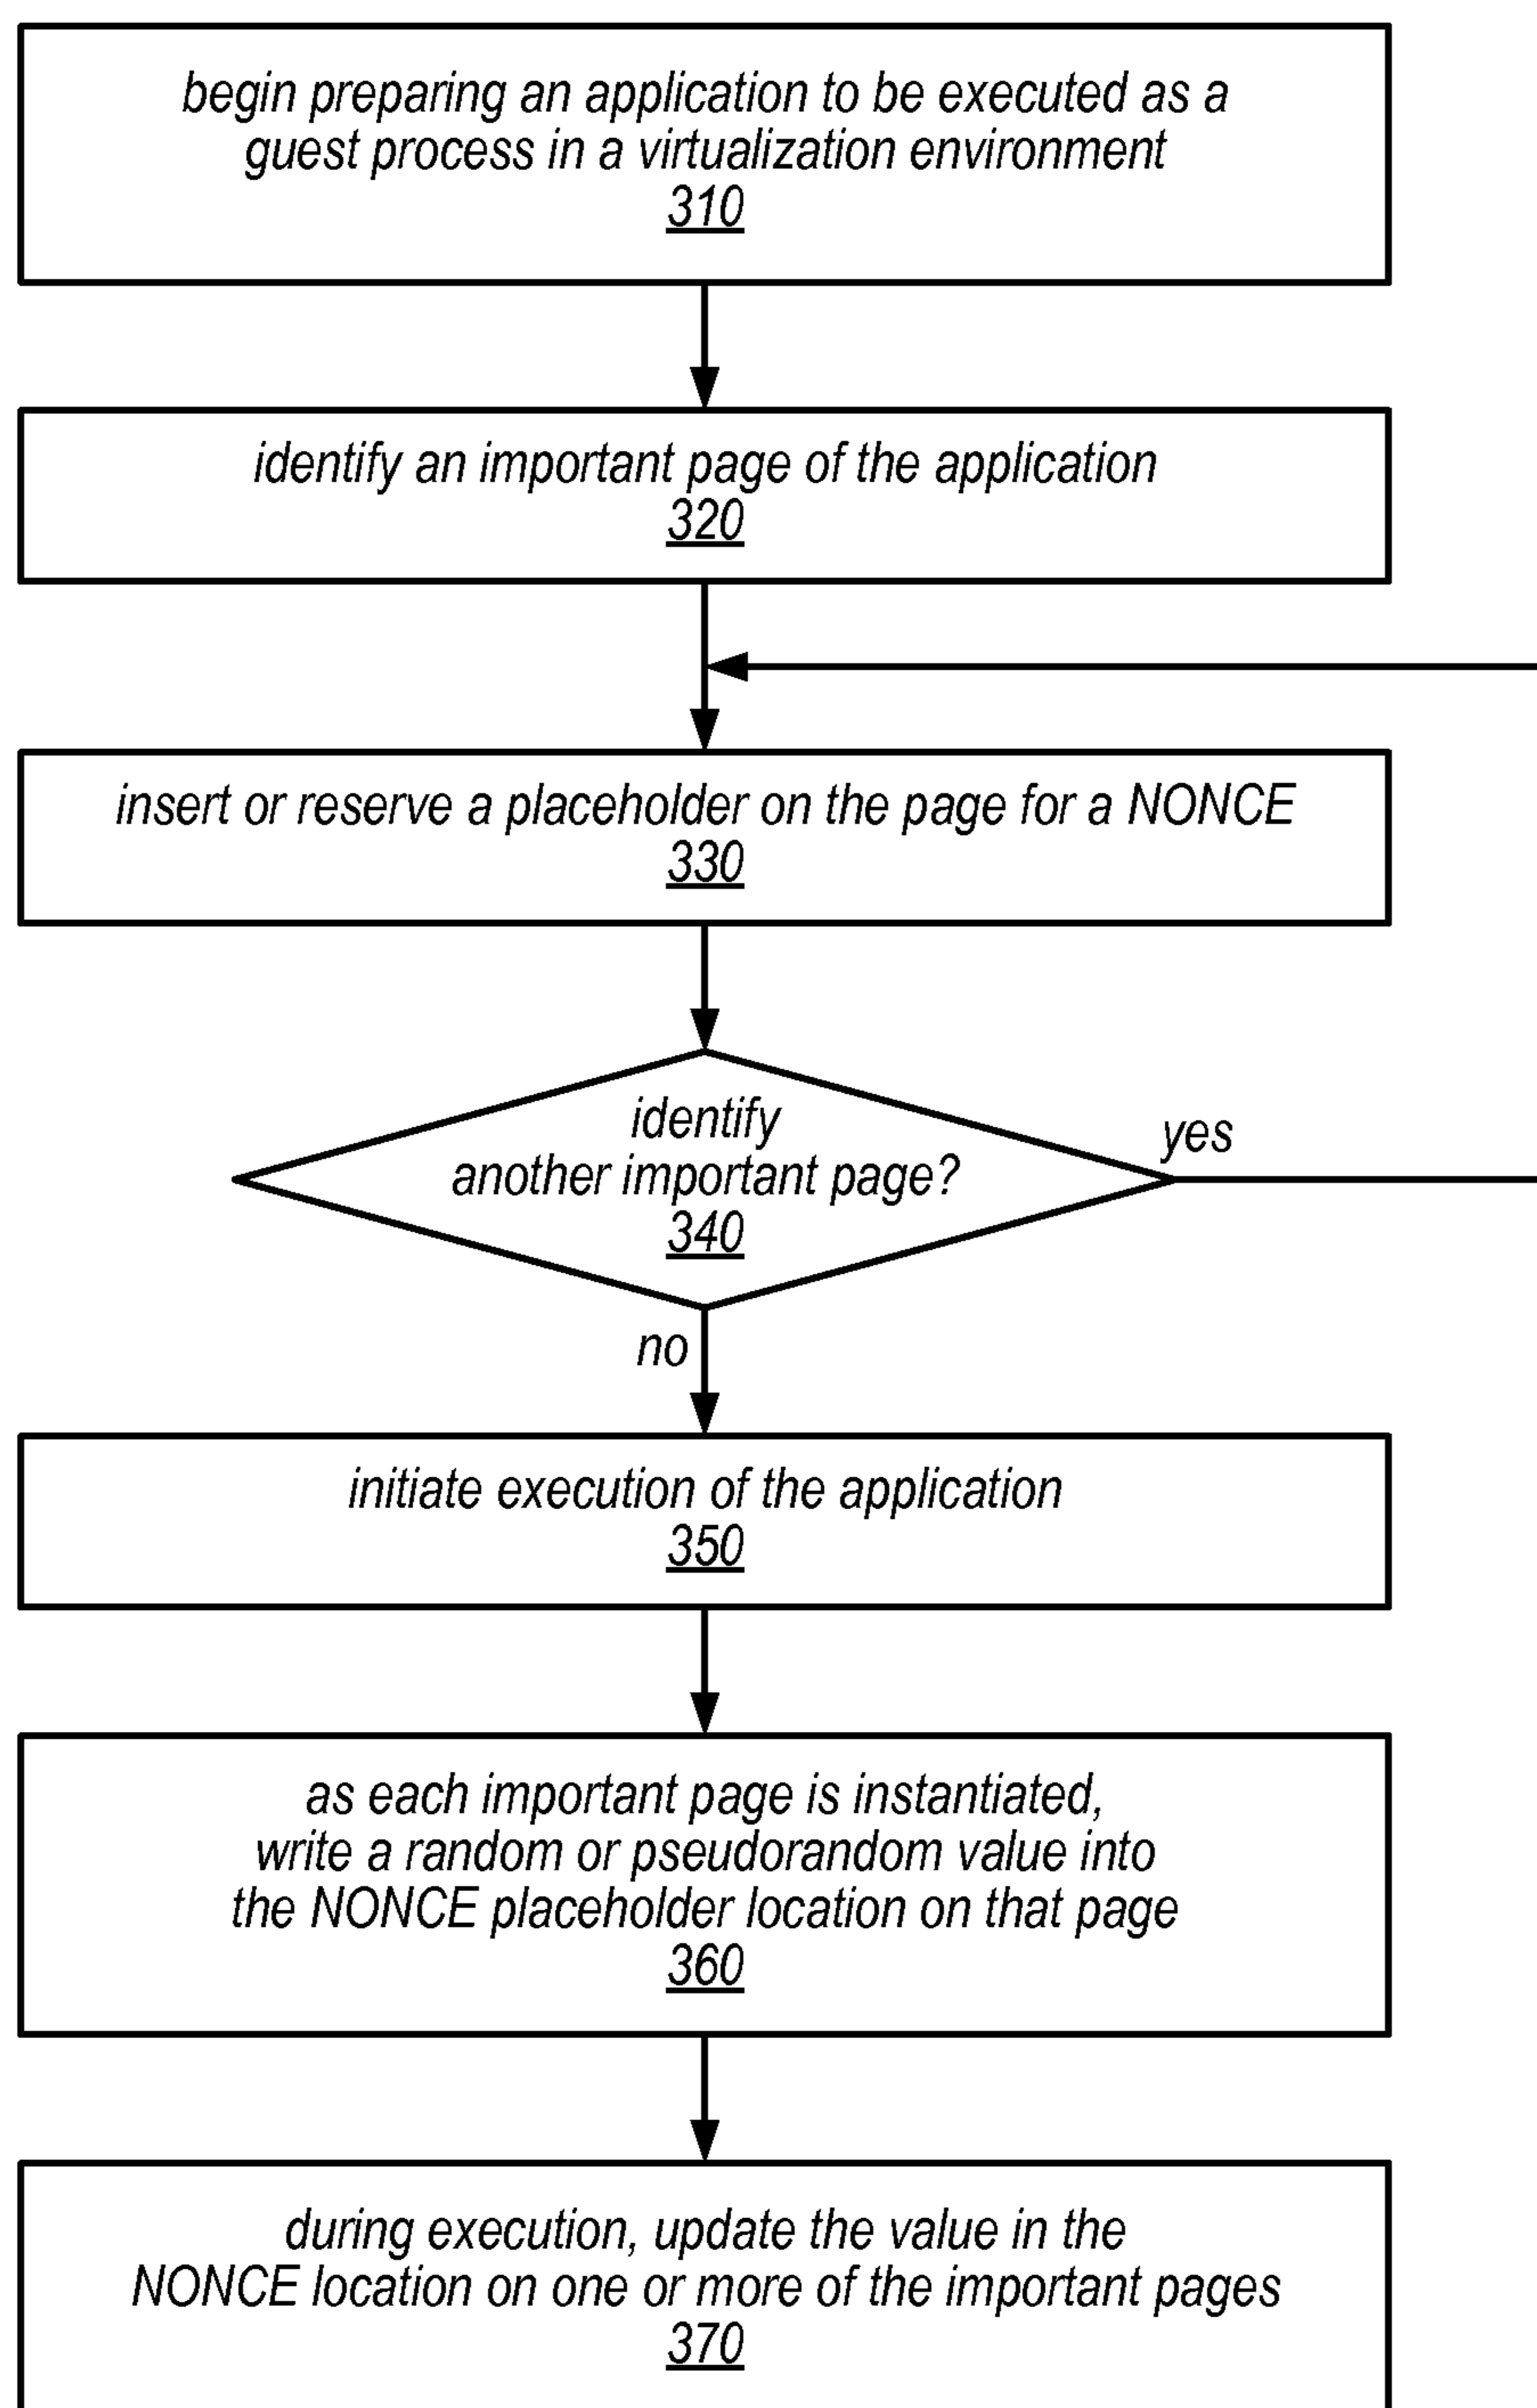 begin preparing an application to be executed as a
guest process in a virtualization environment
310
identify an important page of the application
320
insert or reserve a placeholder on the page for a NONCE
330
identify
another important page?
340
yes
no
initiate execution of the application
350
as each important page is instantiated,
write a random or pseudorandom value into
the NONCE placeholder location on that page
360
during execution, update the value in the
NONCE location on one or more of the important pages
370